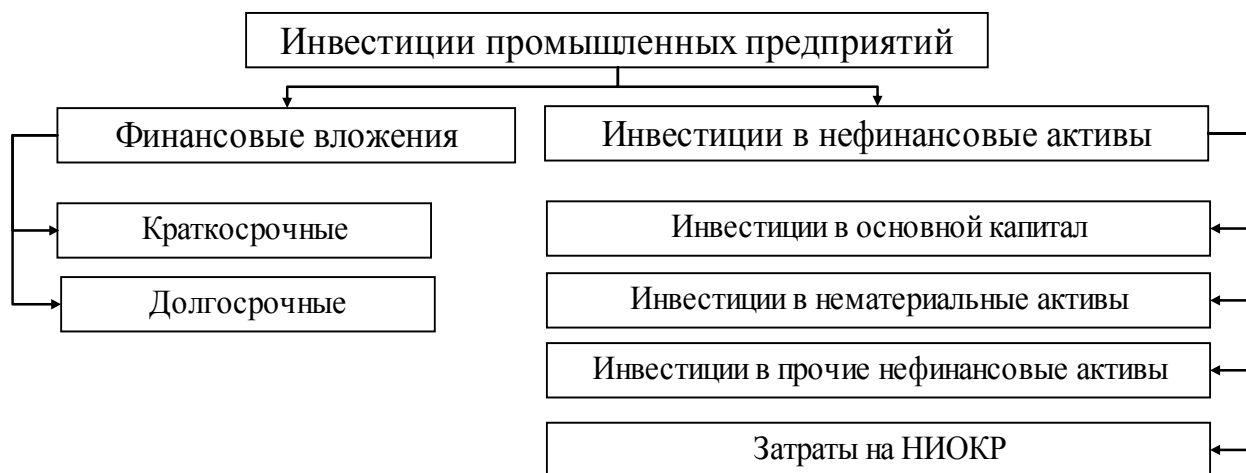 Инвестиции промышленных предприятий
Финансовые вложения
Инвестиции в нефинансовые активы
Краткосрочные
Долгосрочные
Инвестиции в основной капитал
Инвестиции в нематериальные активы
Инвестиции в прочие нефинансовые активы
Затраты на НИОКР